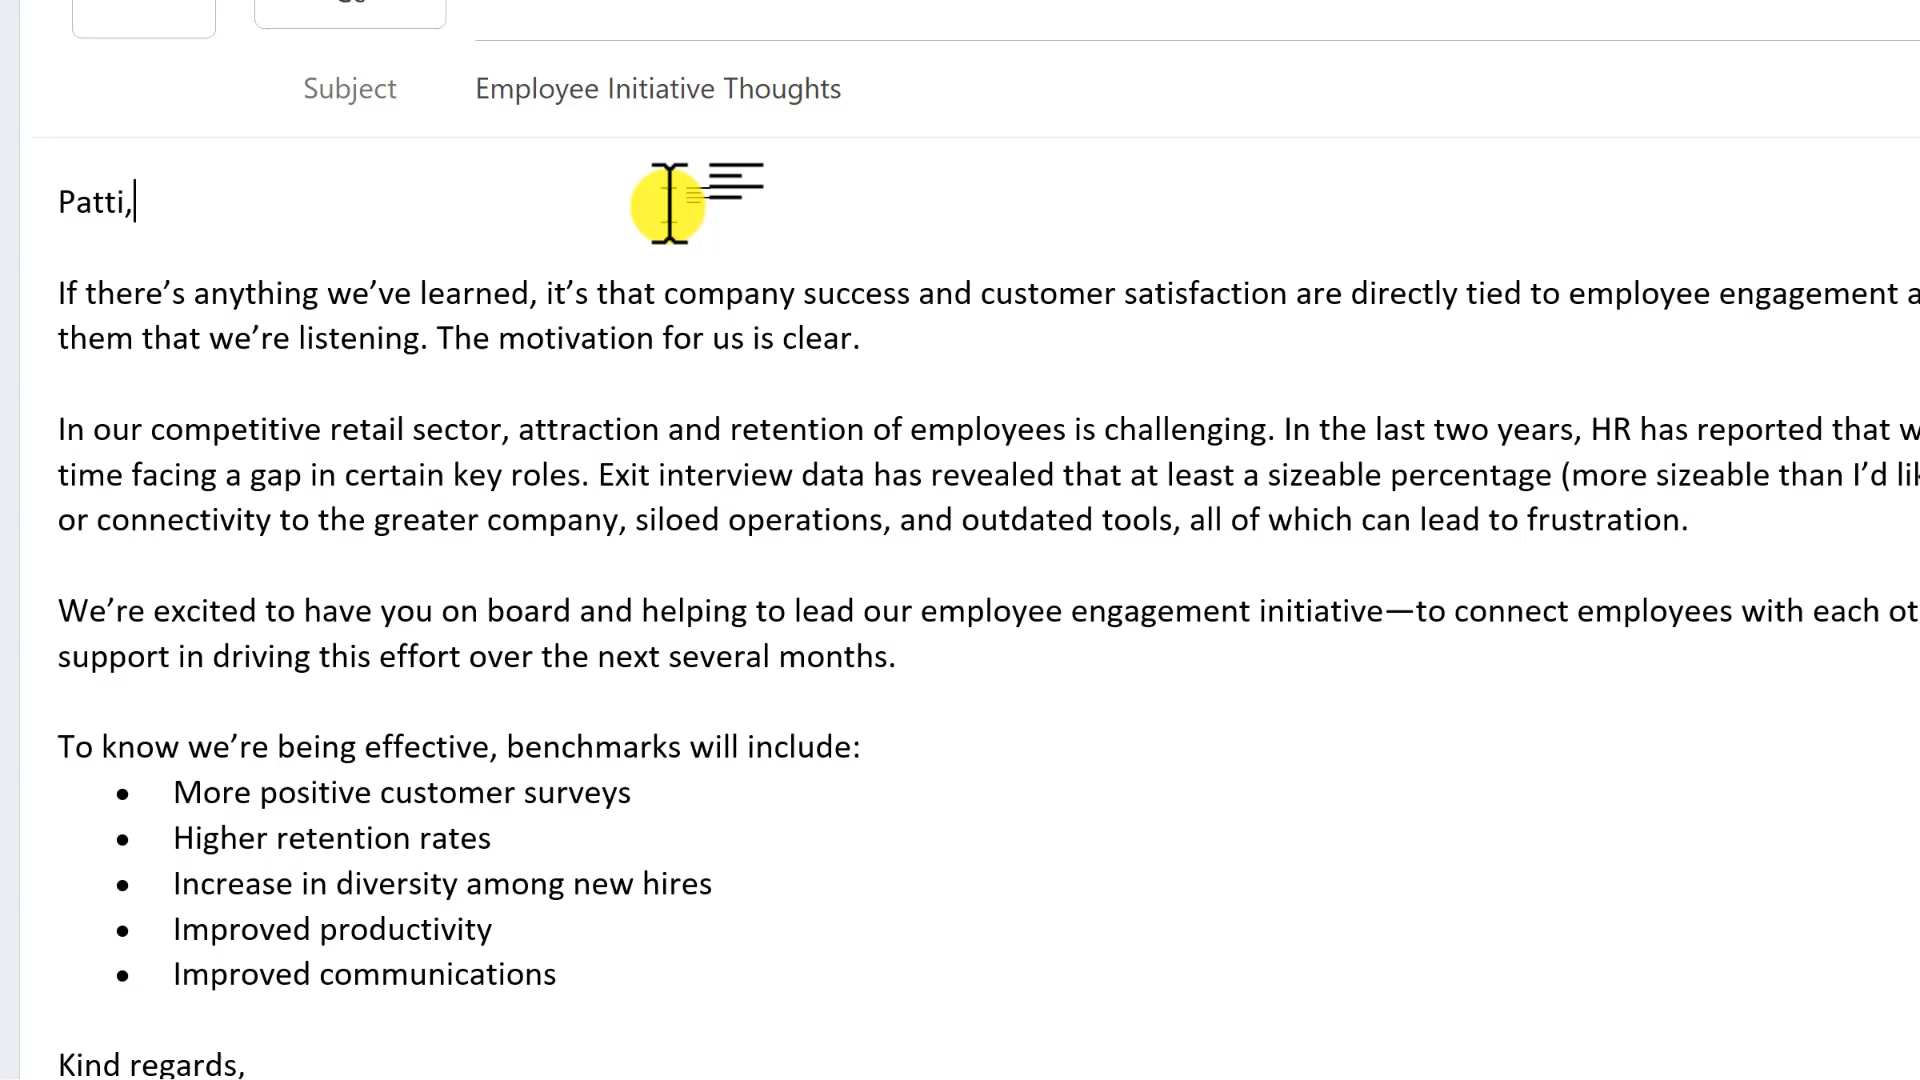 Subject Employee Initiative Thoughts
Patti,
If there’s anything we’ve learned, it’s that company success and customer satisfaction are directly tied to employee engagement
them that we’re listening. The motivation for us is clear.
In our competitive retail sector, attraction and retention of employees is challenging. In the last two years, HR has reported that
time facing a gap in certain key roles. Exit interview data has revealed that at least a sizeable percentage (more sizeable than I’d
or connectivity to the greater company, siloed operations, and outdated tools, all of which can lead to frustration.
We’re excited to have you on board and helping to lead our employee engagement initiative—to connect employees with each
support in driving this effort over the next several months.
To know we’re being effective, benchmarks will include:
• More positive customer surveys
• Higher retention rates
• Increase in diversity among new hires
• Improved productivity
• Improved communications
Kind regards,